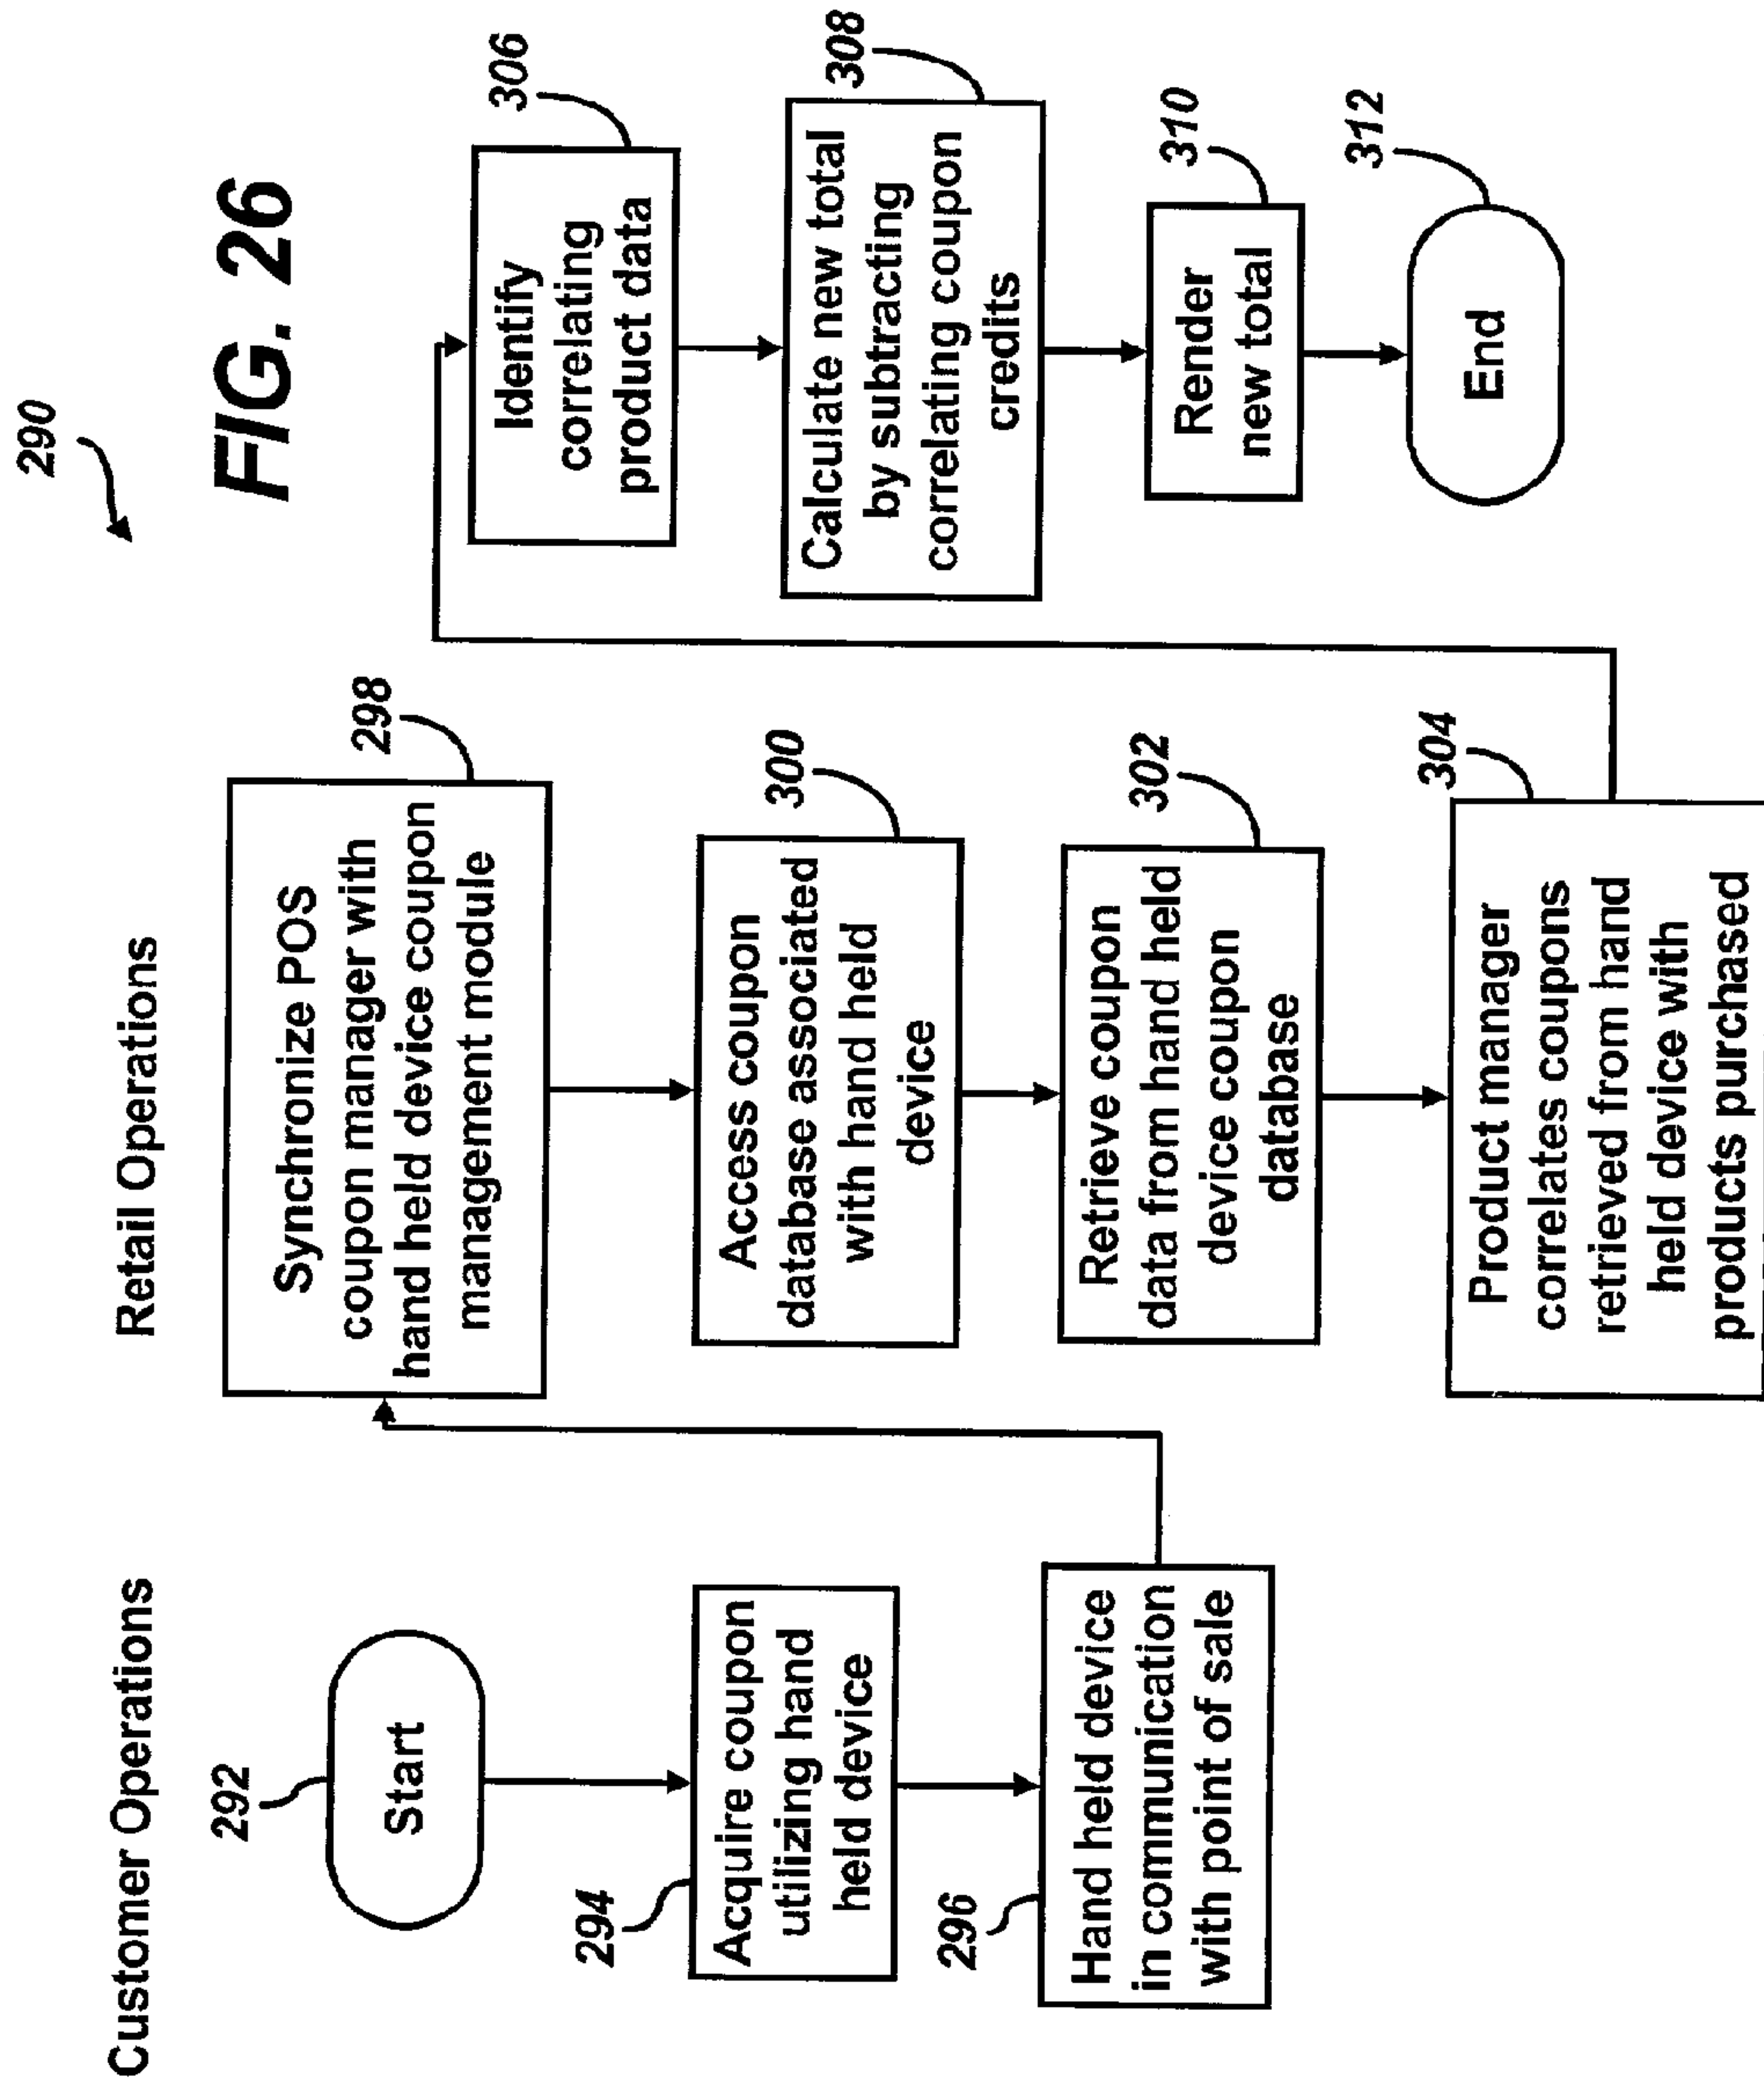 290
FIG. 26
Customer Operations
292
Start
294
Acquire coupon
utilizing hand
held device
296
Hand held device
in communication
with point of sale
Retail Operations
298
Synchronize POS
coupon manager with
hand held device coupon
management module
300
Access coupon
database associated
with hand held
device
302
Retrieve coupon
data from hand held
device coupon
database
304
Product manager
correlates coupons
retrieved from hand
held device with
products purchased
306
Identify
correlating
product data
308
Calculate new total
by subtracting
correlating coupon
credits
310
Render
new total
312
End